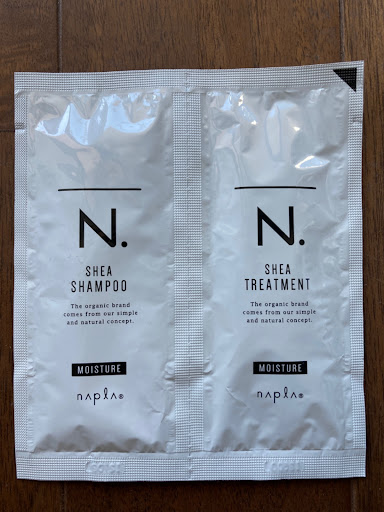 N.
SHEA
SHAMPOO
The organic brand
comes from our simple
and natural concept.
MOISTURE
napla®
N.
SHEA
TREATMENT
The organic brand
comes from our simple
and natural concept.
MOISTURE
napla®